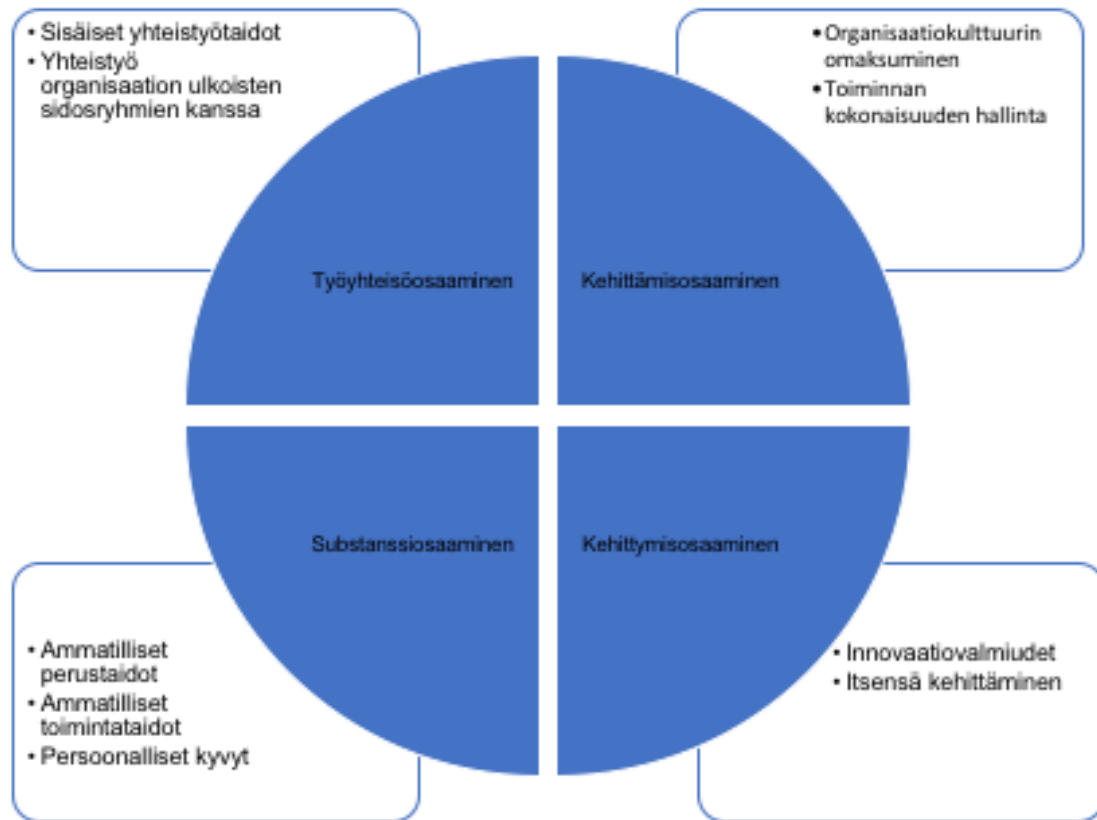 • Sisäiset yhteistyötaidot
• Yhteistyö
organisaation ulkoisten
sidosryhmien kanssa
•Organisaatiokulttuurin
omaksuminen
•Toiminnan
kokonaisuuden hallinta
Työyhteisöosaaminen
Kehittämisosaaminen
Substanssiosaaminen
Kehittymisosaaminen
• Ammatilliset
perustaidot
• Ammatilliset
toimintataidot
• Persoonalliset kyvyt
• Innovaatiovalmiudet
• Itsensä kehittäminen